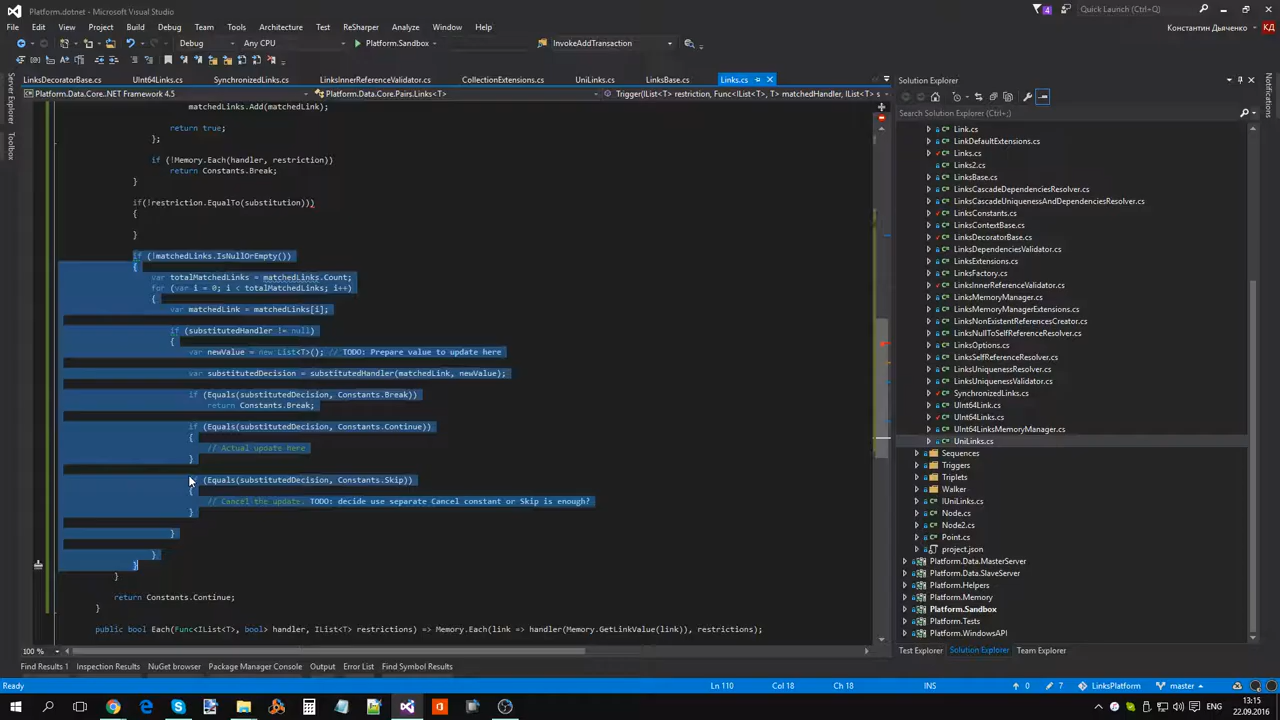 Platform.dotnet - Microsoft Visual Studio
4
Quick Launch (Ctrl+;)
File Edit View Project Build Debug Team Tools Test ReSharper Analyze Window Help
Константин Дьяченко
КД
Debug
Any CPU
Platform.Sandbox
InvokeAddTransaction
LinksDecoratorBase.cs
UInt64Links.cs
SynchronizedLinks.cs
LinksInnerReferenceValidator.cs
CollectionExtensions.cs
UniLinks.cs
LinksBase.cs
Links.cs
Platform.Data.Core..NET Framework 4.5
Platform.Data.Core.Pairs.Links<T>
Trigger(IList<T> restriction, Func<IList<T>, T> matchedHandler, IList<T> s
Server Explorer
Toolbox
matchedLinks.Add(matchedLink);
return true;
};
if (!Memory.Each(handler, restriction))
return Constants.Break;
}
if(!restriction.EqualTo(substitution)))
{
}
if (!matchedLinks.IsNullOrEmpty())
{
var totalMatchedLinks = matchedLinks.Count;
for (var i = 0; i < totalMatchedLinks; i++)
{
var matchedLink = matchedLinks[i];
if (substitutedHandler != null)
{
var newValue = new List<T>(); // TODO: Prepare value to update here
var substitutedDecision = substitutedHandler(matchedLink, newValue);
if (Equals(substitutedDecision, Constants.Break))
return Constants.Break;
if (Equals(substitutedDecision, Constants.Continue))
{
// Actual update here
}
if (Equals(substitutedDecision, Constants.Skip))
{
// Cancel the update. TODO: decide use separate Cancel constant or Skip is enough?
}
}
}
}
}
return Constants.Continue;
}
public bool Each(Func<IList<T>, bool> handler, IList<T> restrictions) => Memory.Each(link => handler(Memory.GetLinkValue(link)), restrictions);
100 %
Solution Explorer
Search Solution Explorer (Ctrl+;)
Link.cs
LinkDefaultExtensions.cs
Links.cs
Links2.cs
LinksBase.cs
LinksCascadeDependenciesResolver.cs
LinksCascadeUniquenessAndDependenciesResolver.cs
LinksConstants.cs
LinksContextBase.cs
LinksDecoratorBase.cs
LinksDependenciesValidator.cs
LinksExtensions.cs
LinksFactory.cs
LinksInnerReferenceValidator.cs
LinksMemoryManager.cs
LinksMemoryManagerExtensions.cs
LinksNonExistentReferencesCreator.cs
LinksNullToSelfReferenceResolver.cs
LinksOptions.cs
LinksSelfReferenceResolver.cs
LinksUniquenessResolver.cs
LinksUniquenessValidator.cs
SynchronizedLinks.cs
UInt64Link.cs
UInt64Links.cs
UInt64LinksMemoryManager.cs
UniLinks.cs
Sequences
Triggers
Triplets
Walker
IUniLinks.cs
Node.cs
Node2.cs
Point.cs
project.json
Platform.Data.MasterServer
Platform.Data.SlaveServer
Platform.Helpers
Platform.Memory
Platform.Sandbox
Platform.Tests
Platform.WindowsAPI
Test Explorer
Solution Explorer
Team Explorer
Notifications
Find Results 1
Inspection Results
NuGet browser
Package Manager Console
Output
Error List
Find Symbol Results
Ready
Ln 110
Col 18
Ch 18
INS
0
7
LinksPlatform
master
13:15
22.09.2016